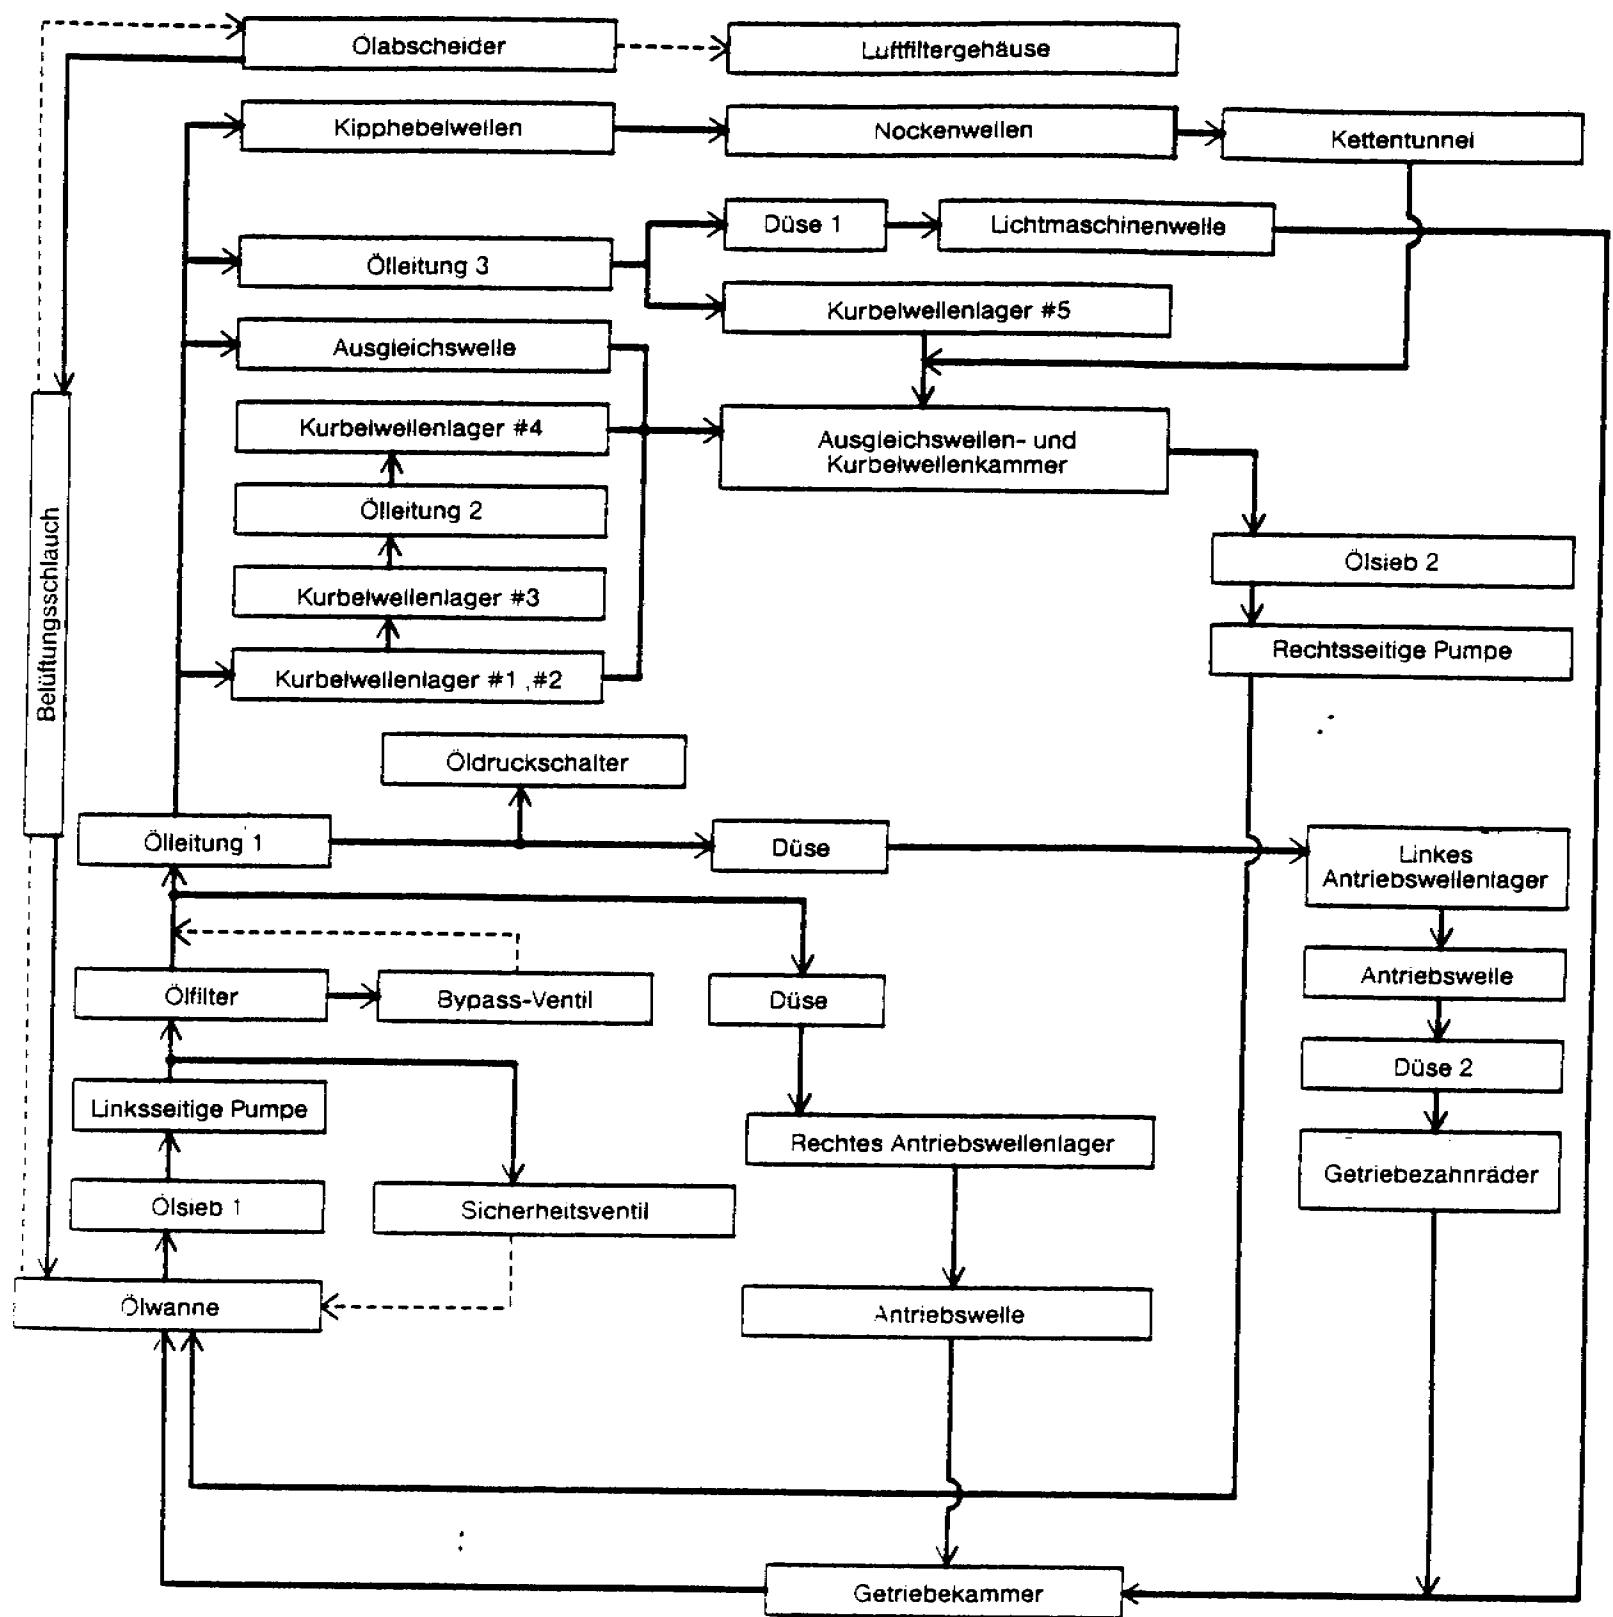 Ölabscheider
Luftfiltergehäuse
Kipphebelwellen
Nockenwellen
Kettentunnel
Düse 1
Lichtmaschinenwelle
Ölleitung 3
Kurbelwellenlager #5
Ausgleichswelle
Kurbelwellenlager #4
Ausgleichswellen- und
Kurbelwellenkammer
Ölleitung 2
Ölsieb 2
Kurbelwellenlager #3
Rechtsseitige Pumpe
Kurbelwellenlager #1 ,#2
Belüftungsschlauch
Öldruckschalter
Ölleitung 1
Düse
Linkes
Antriebswellenlager
Antriebswelle
Ölfilter
Bypass-Ventil
Düse
Düse 2
Linksseitige Pumpe
Rechtes Antriebswellenlager
Getriebezahnräder
Ölsieb 1
Sicherheitsventil
Ölwanne
Antriebswelle
Getriebekammer